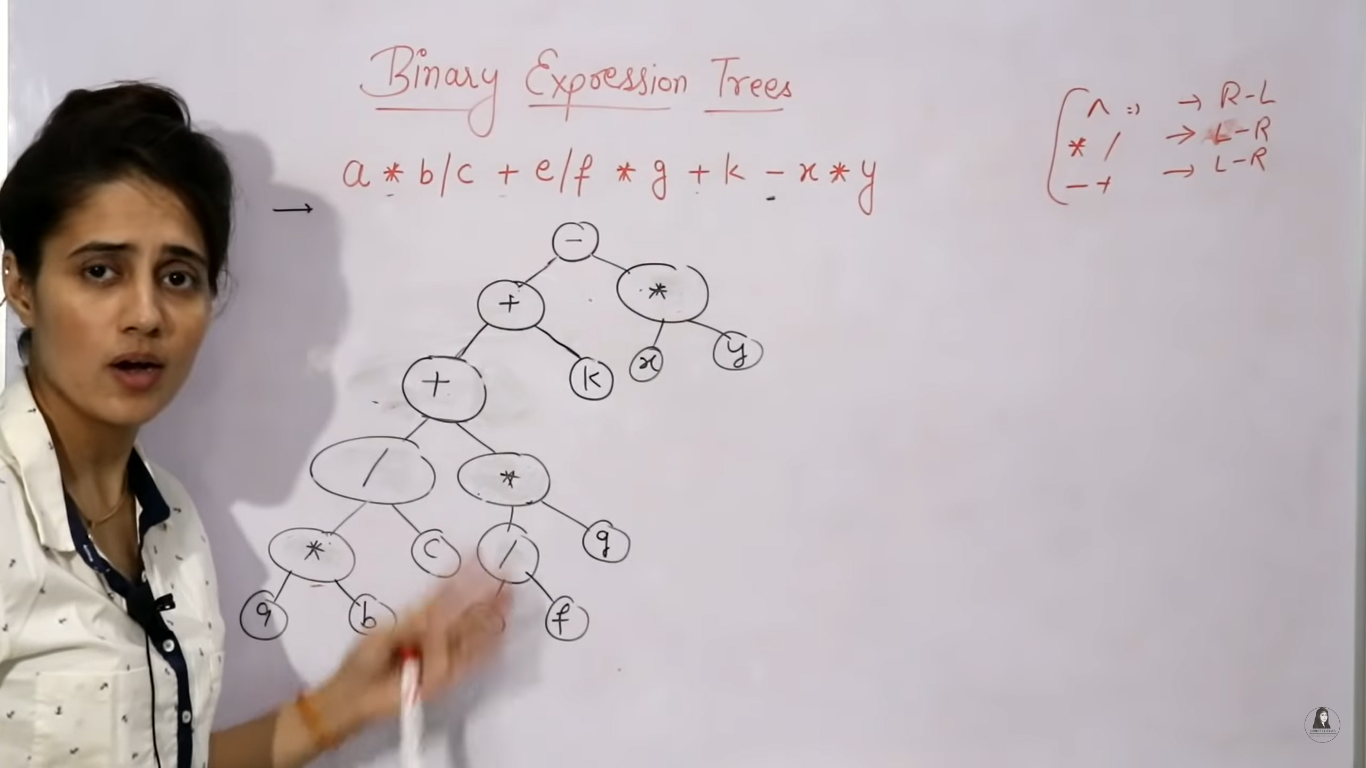 Binary Expression Trees
a * b/c + e/f * g + k - x * y
→
^ → R-L
* / → L-R
- + → L-R
-
+ *
+ k x y
/ *
* c / g
a b f